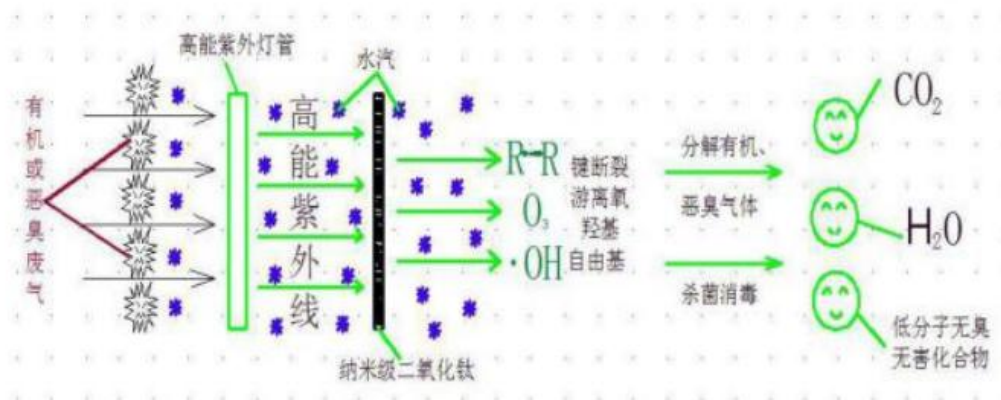 高能紫外灯管
水汽
有机或恶臭废气
高能紫外线
纳米级二氧化钛
R-R 键断裂
O₃ 游离氧
羟基
·OH 自由基
分解有机、
恶臭气体
杀菌消毒
CO₂
H₂O
低分子无臭
无害化合物